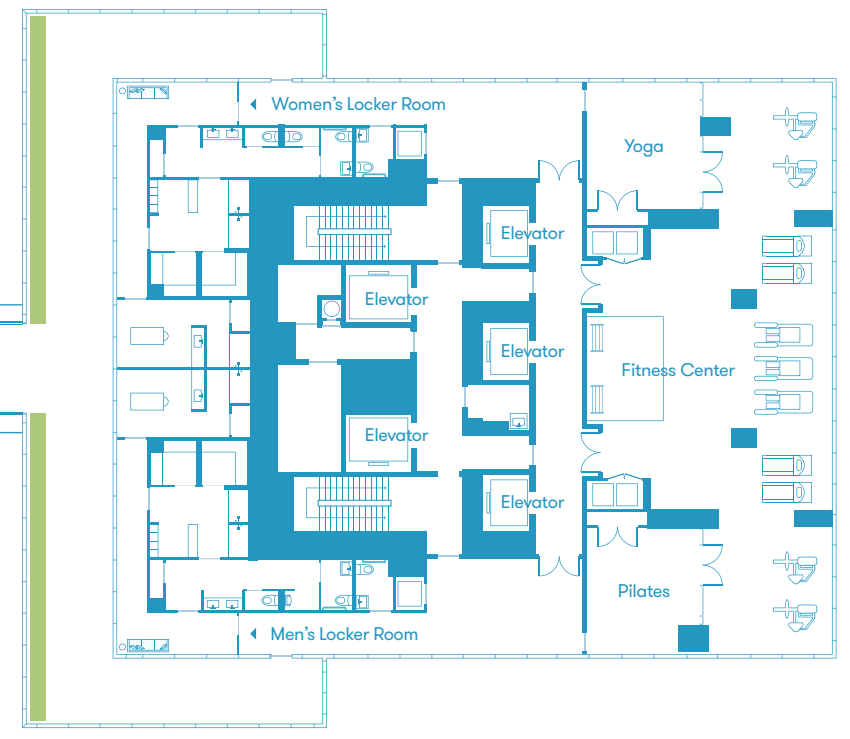 Women's Locker Room
Yoga
Elevator
Elevator
Elevator
Fitness Center
Elevator
Elevator
Pilates
Men's Locker Room